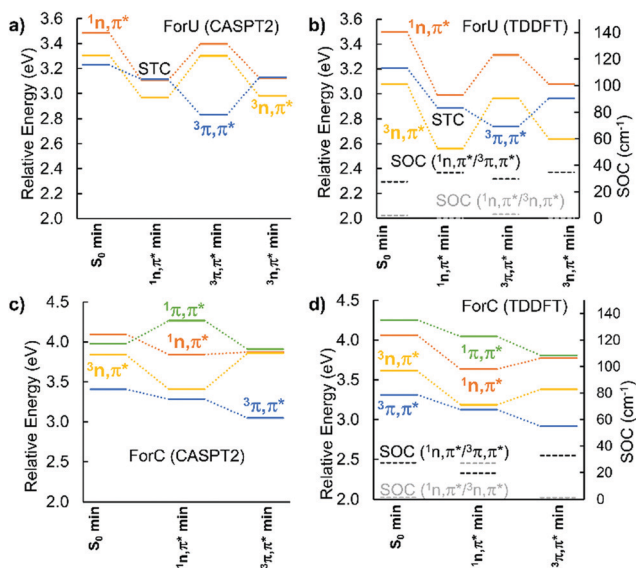 a)
ForU (CASPT2)
Relative Energy (eV)
3.6
3.4
3.2
3.0
2.8
2.6
2.4
2.2
2.0
¹n,π*
STC
³π,π*
³n,π*
S₀ min
¹n,π* min
³π,π* min
³n,π* min
b)
ForU (TDDFT)
Relative Energy (eV)
3.6
3.4
3.2
3.0
2.8
2.6
2.4
2.2
2.0
¹n,π*
³n,π*
STC
³π,π*
SOC (¹n,π*/³π,π*)
SOC (¹n,π*/³n,π*)
140
120
100
80
60
40
20
0
SOC (cm⁻¹)
S₀ min
¹n,π* min
³π,π* min
³n,π* min
c)
Relative Energy (eV)
4.5
4.0
3.5
3.0
2.5
2.0
¹π,π*
¹n,π*
³n,π*
³π,π*
ForC (CASPT2)
S₀ min
¹n,π* min
³π,π* min
d)
ForC (TDDFT)
Relative Energy (eV)
4.5
4.0
3.5
3.0
2.5
2.0
¹π,π*
³n,π*
¹n,π*
³π,π*
SOC (¹n,π*/³π,π*)
SOC (¹n,π*/³n,π*)
140
120
100
80
60
40
20
0
SOC (cm⁻¹)
S₀ min
¹n,π* min
³π,π* min